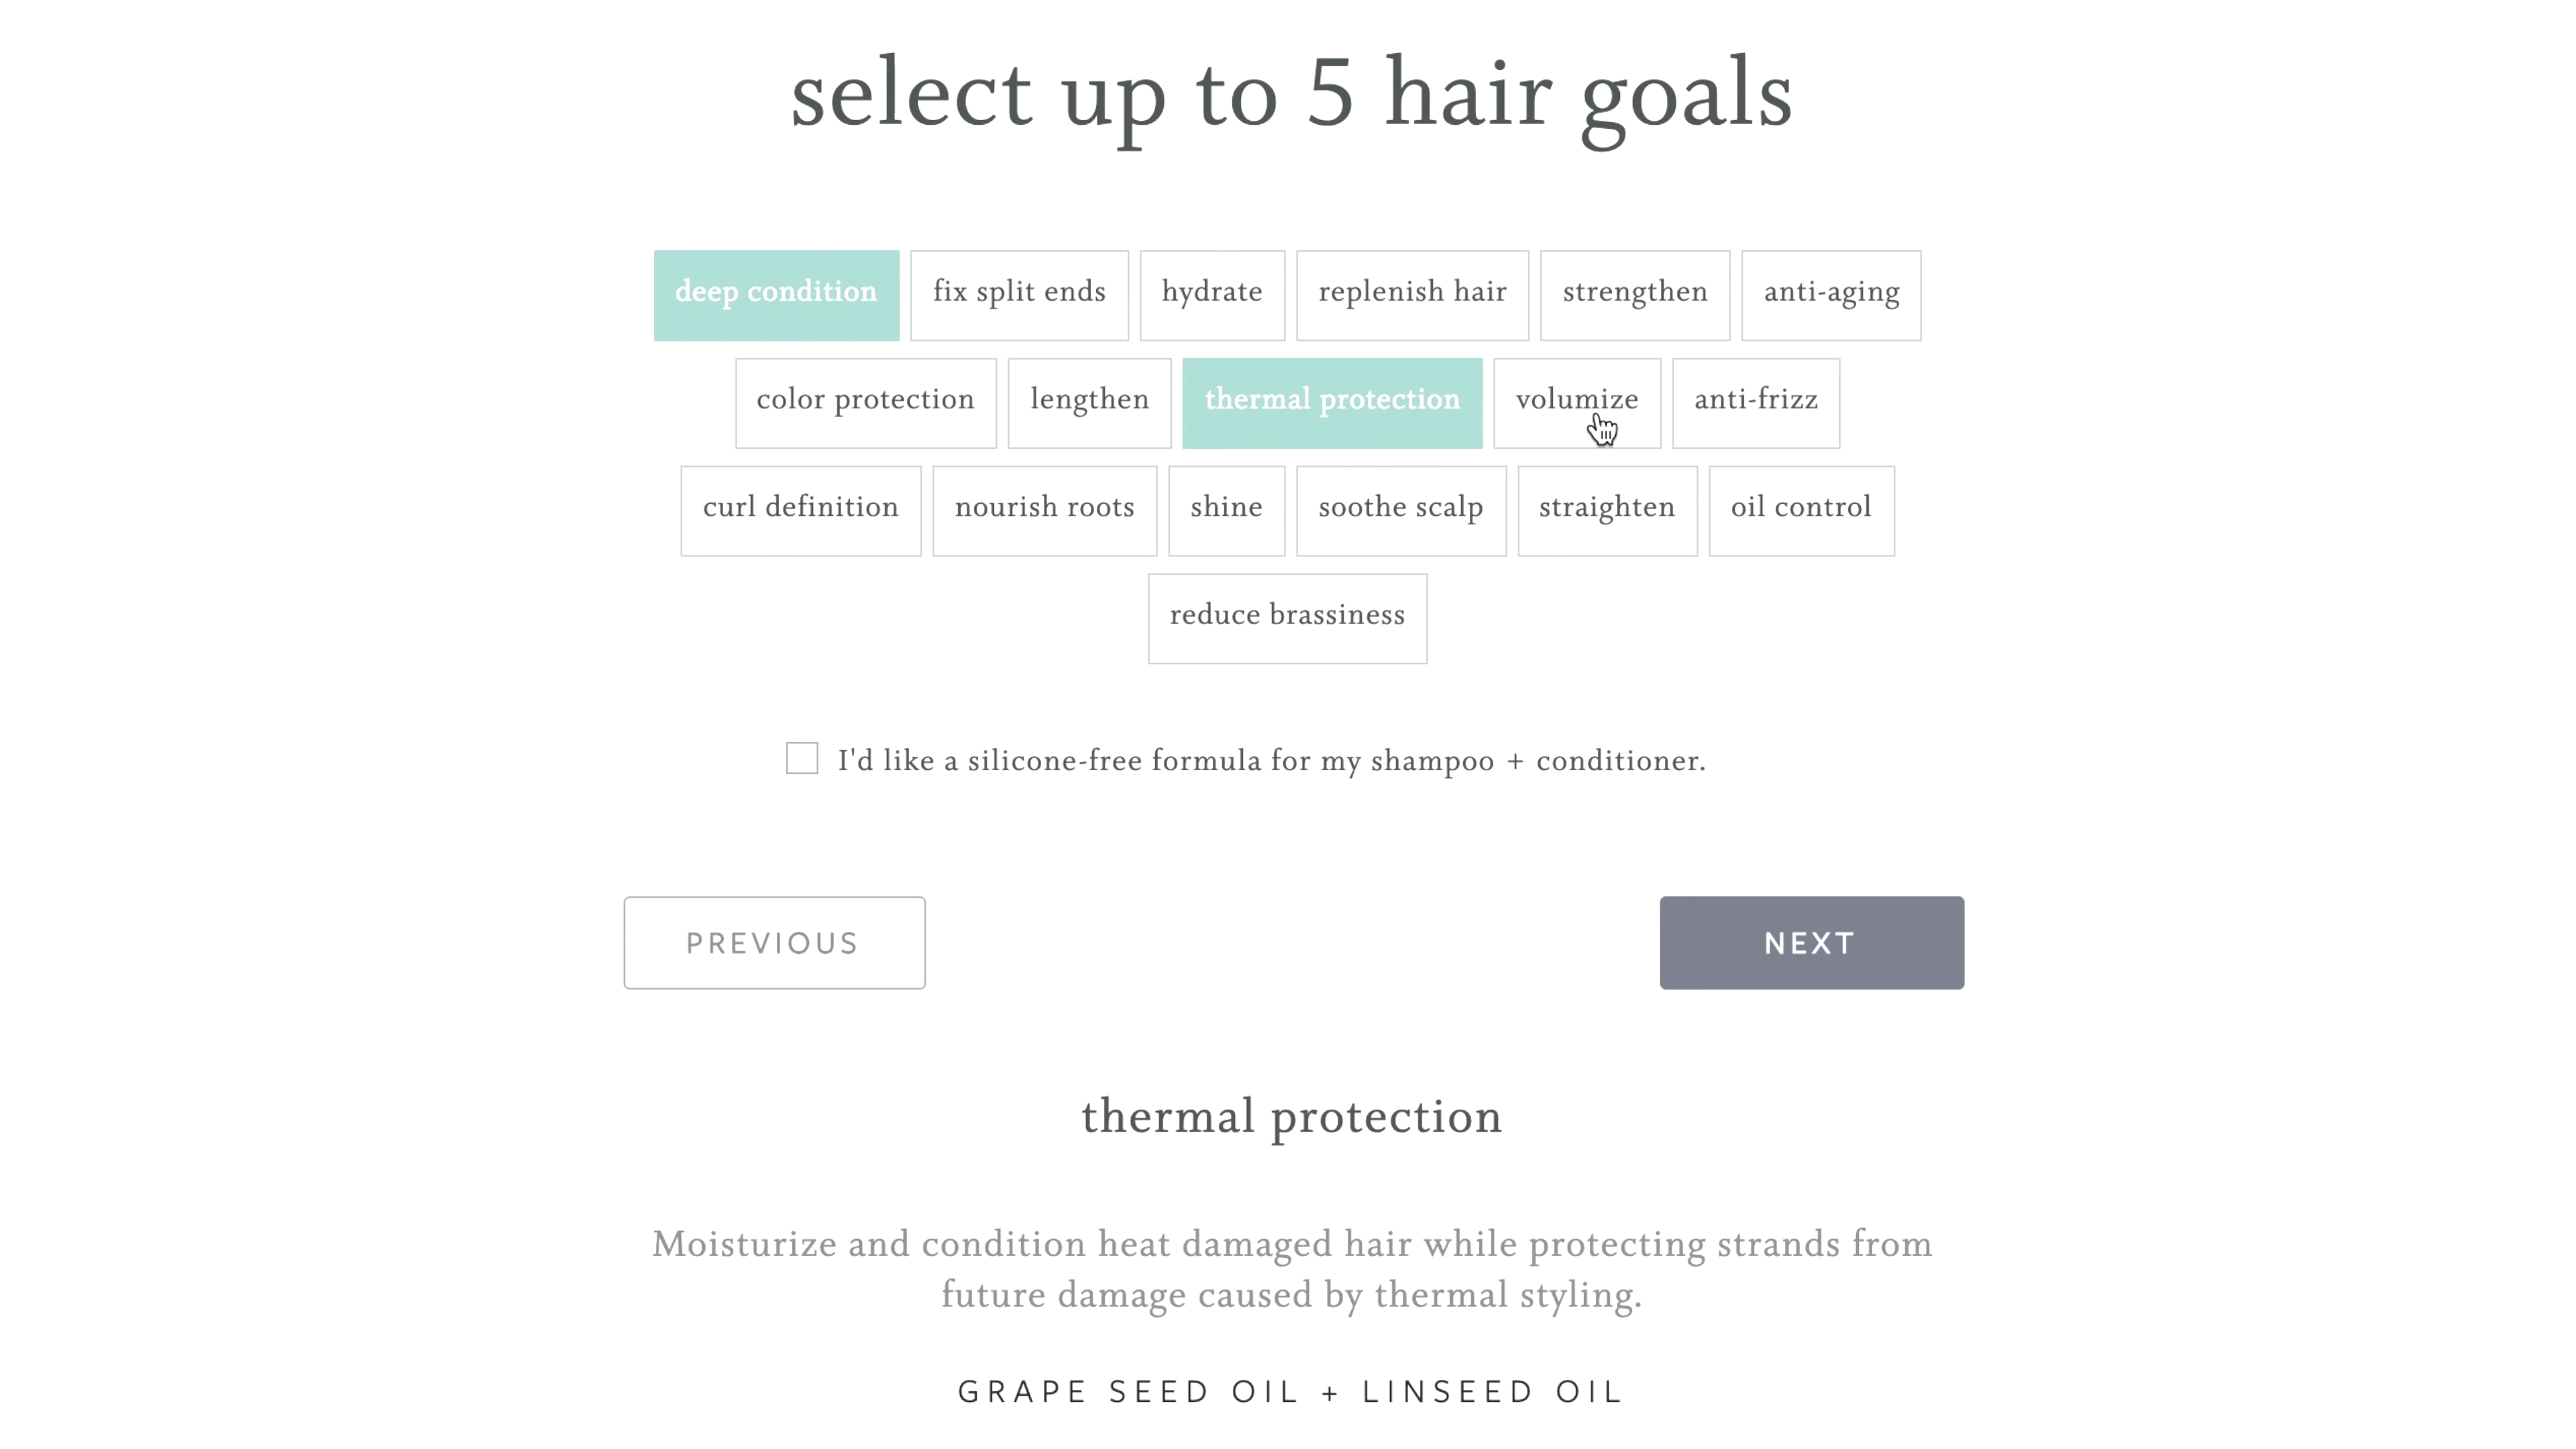 select up to 5 hair goals
deep condition fix split ends hydrate replenish hair strengthen anti-aging
color protection lengthen thermal protection volumize anti-frizz
curl definition nourish roots shine soothe scalp straighten oil control
reduce brassiness
I'd like a silicone-free formula for my shampoo + conditioner.
PREVIOUS NEXT
thermal protection
Moisturize and condition heat damaged hair while protecting strands from
future damage caused by thermal styling.
GRAPE SEED OIL + LINSEED OIL